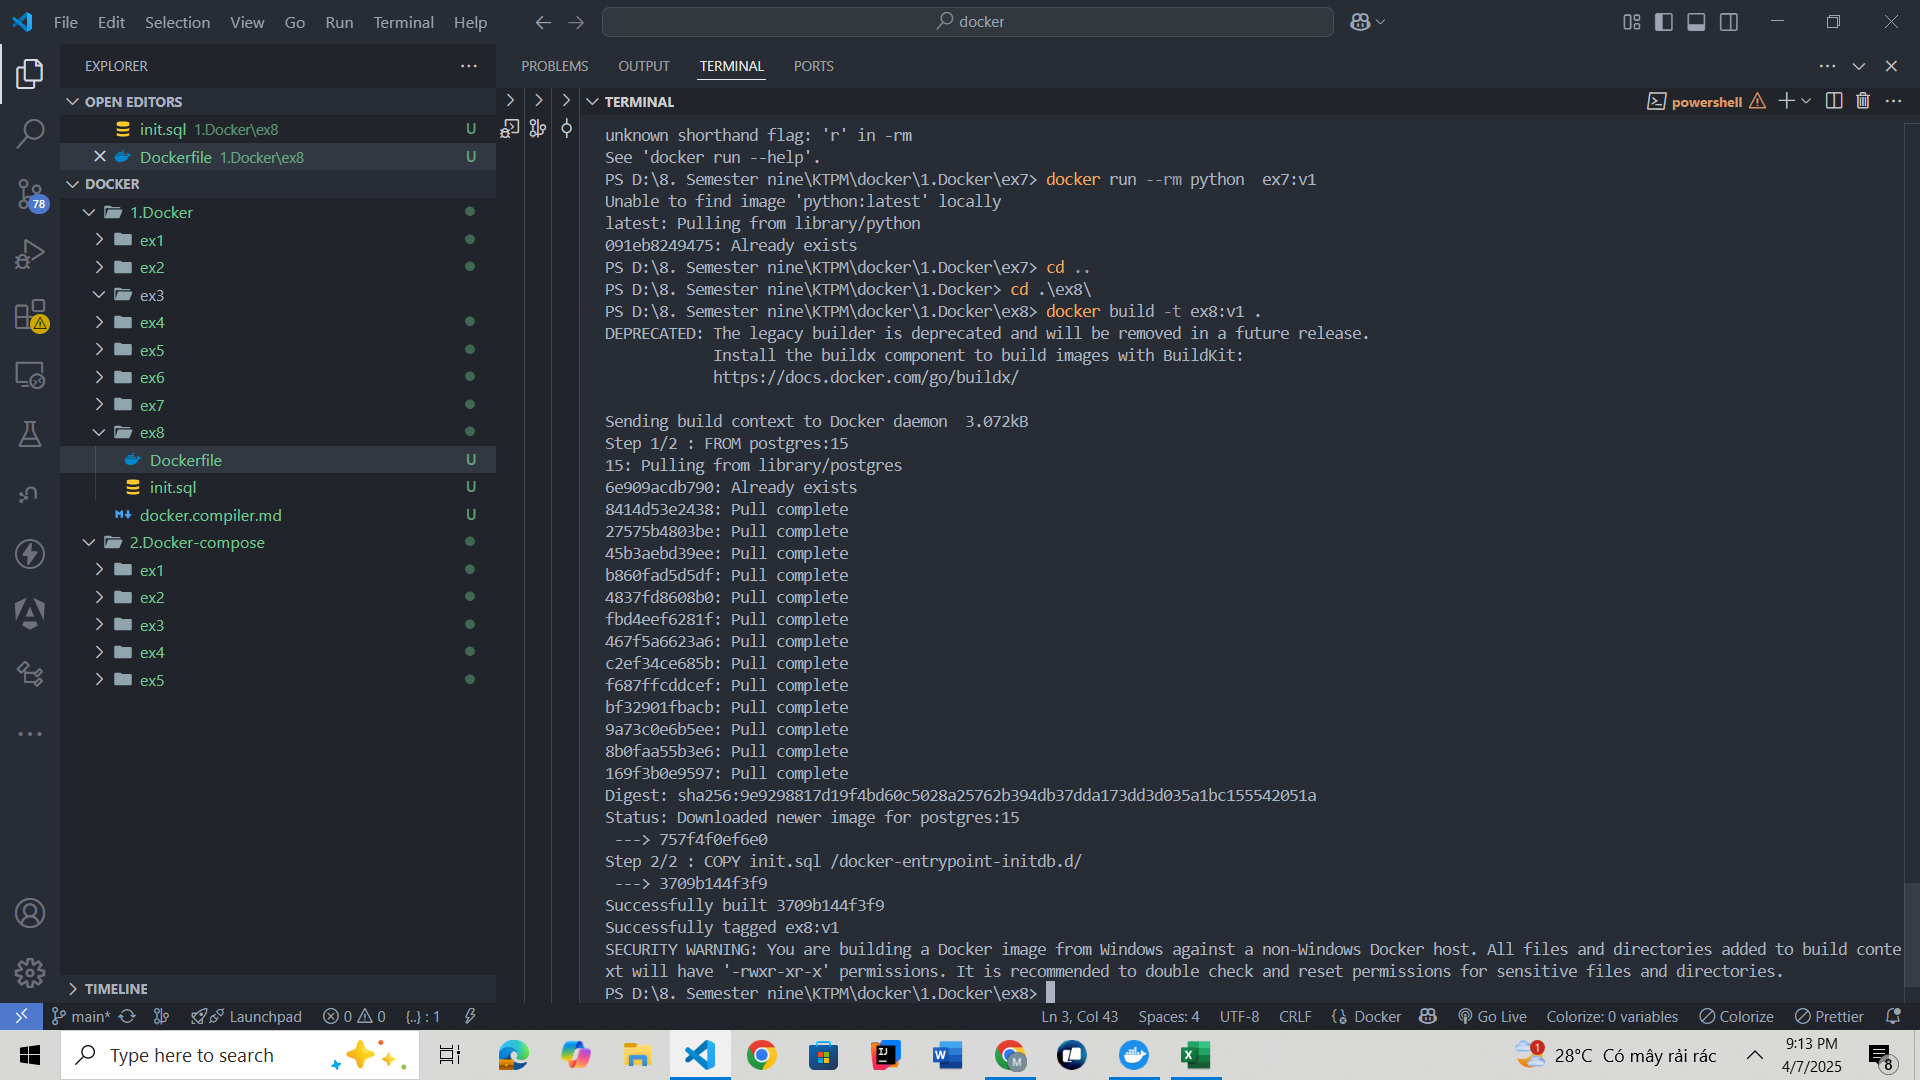 File Edit Selection View Go Run Terminal Help
docker
EXPLORER
OPEN EDITORS
init.sql 1.Docker\ex8 U
Dockerfile 1.Docker\ex8 U
DOCKER
1.Docker
ex1
ex2
ex3
ex4
ex5
ex6
ex7
ex8
Dockerfile U
init.sql U
docker.compiler.md U
2.Docker-compose
ex1
ex2
ex3
ex4
ex5
TIMELINE
78
PROBLEMS OUTPUT TERMINAL PORTS
TERMINAL
powershell
unknown shorthand flag: 'r' in -rm
See 'docker run --help'.
PS D:\8. Semester nine\KTPM\docker\1.Docker\ex7> docker run --rm python  ex7:v1
Unable to find image 'python:latest' locally
latest: Pulling from library/python
091eb8249475: Already exists
PS D:\8. Semester nine\KTPM\docker\1.Docker\ex7> cd ..
PS D:\8. Semester nine\KTPM\docker\1.Docker> cd .\ex8\
PS D:\8. Semester nine\KTPM\docker\1.Docker\ex8> docker build -t ex8:v1 .
DEPRECATED: The legacy builder is deprecated and will be removed in a future release.
Install the buildx component to build images with BuildKit:
https://docs.docker.com/go/buildx/
Sending build context to Docker daemon  3.072kB
Step 1/2 : FROM postgres:15
15: Pulling from library/postgres
6e909acdb790: Already exists
8414d53e2438: Pull complete
27575b4803be: Pull complete
45b3aebd39ee: Pull complete
b860fad5d5df: Pull complete
4837fd8608b0: Pull complete
fbd4eef6281f: Pull complete
467f5a6623a6: Pull complete
c2ef34ce685b: Pull complete
f687ffcddcef: Pull complete
bf32901fbacb: Pull complete
9a73c0e6b5ee: Pull complete
8b0faa55b3e6: Pull complete
169f3b0e9597: Pull complete
Digest: sha256:9e9298817d19f4bd60c5028a25762b394db37dda173dd3d035a1bc155542051a
Status: Downloaded newer image for postgres:15
---> 757f4f0ef6e0
Step 2/2 : COPY init.sql /docker-entrypoint-initdb.d/
---> 3709b144f3f9
Successfully built 3709b144f3f9
Successfully tagged ex8:v1
SECURITY WARNING: You are building a Docker image from Windows against a non-Windows Docker host. All files and directories added to build conte
xt will have '-rwxr-xr-x' permissions. It is recommended to double check and reset permissions for sensitive files and directories.
PS D:\8. Semester nine\KTPM\docker\1.Docker\ex8>
main* Launchpad 0 0 {..} : 1 Ln 3, Col 43 Spaces: 4 UTF-8 CRLF Docker Go Live Colorize: 0 variables Colorize Prettier
Type here to search
1 28°C Có mây rải rác
9:13 PM
4/7/2025
8